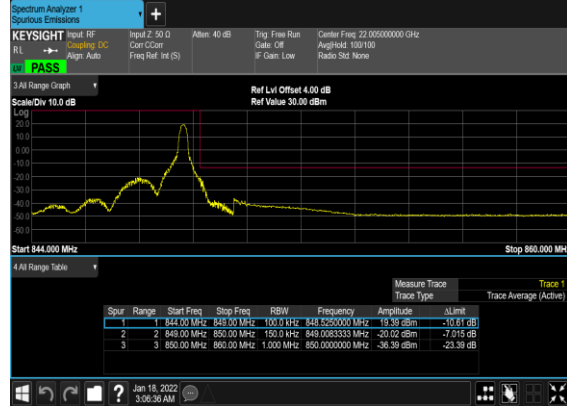 Spectrum Analyzer 1
Spurious Emissions
+
KEYSIGHT Input: RF Input Z: 50 Ω Atten: 40 dB Trig: Free Run Center Freq: 22.005000000 GHz
RL Coupling: DC Corr CCorr Gate: Off Avg|Hold: 100/100
Align: Auto Freq Ref: Int (S) IF Gain: Low Radio Std: None
LW PASS
3 All Range Graph
Ref Lvl Offset 4.00 dB
Scale/Div 10.0 dB Ref Value 30.00 dBm
Log
20.0
10.0
0.00
-10.0
-20.0
-30.0
-40.0
-50.0
-60.0
Start 844.000 MHz Stop 860.000 MH
4 All Range Table
Measure Trace Trace 1
Trace Type Trace Average (Active)
Spur Range Start Freq Stop Freq RBW Frequency Amplitude ΔLimit
1 1 844.00 MHz 849.00 MHz 100.0 kHz 848.5250000 MHz 19.39 dBm -10.61 dB
2 2 849.00 MHz 850.00 MHz 150.0 kHz 849.0083333 MHz -20.02 dBm -7.015 dB
3 3 850.00 MHz 860.00 MHz 1.000 MHz 850.0000000 MHz -36.39 dBm -23.39 dB
? Jan 18, 2022
3:06:36 AM